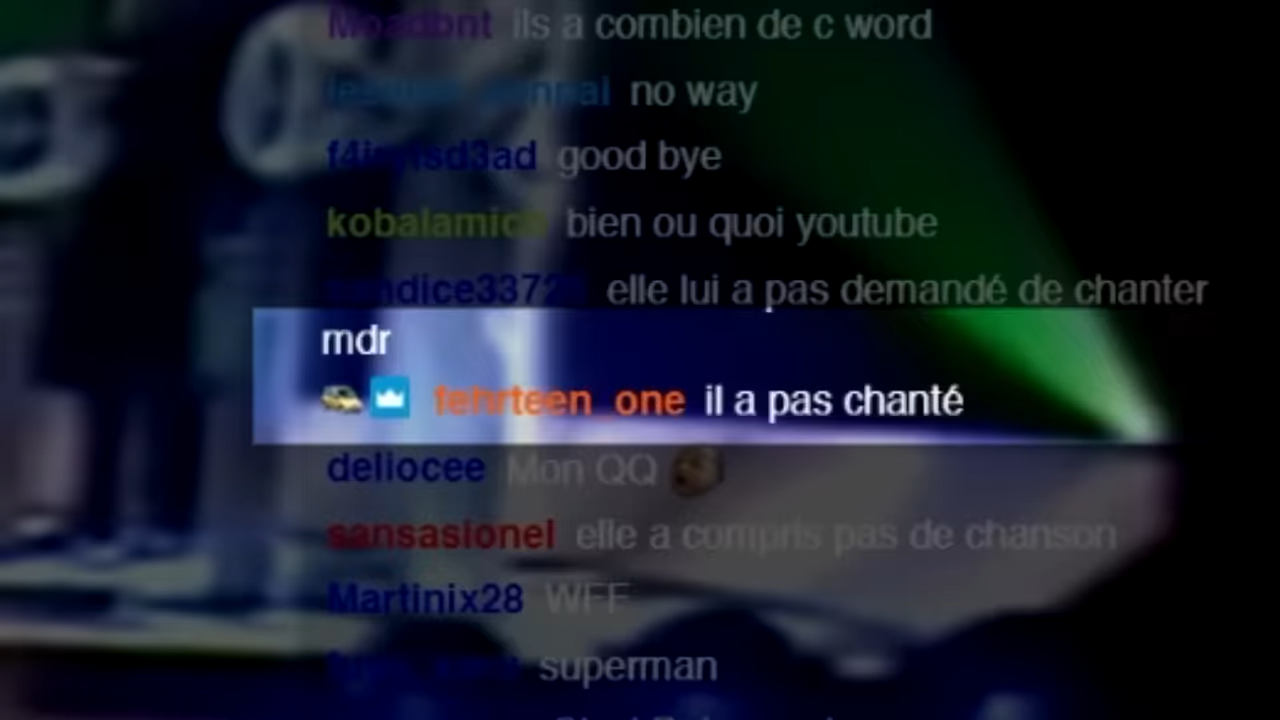 ils a combien de c word
no way
good bye
bien ou quoi youtube
elle lui a pas demandé de chanter
mdr
fehrteen_one il a pas chanté
deliocee Mon QQ
sansasionel elle a compris pas de chanson
Martinix28 WFF
superman